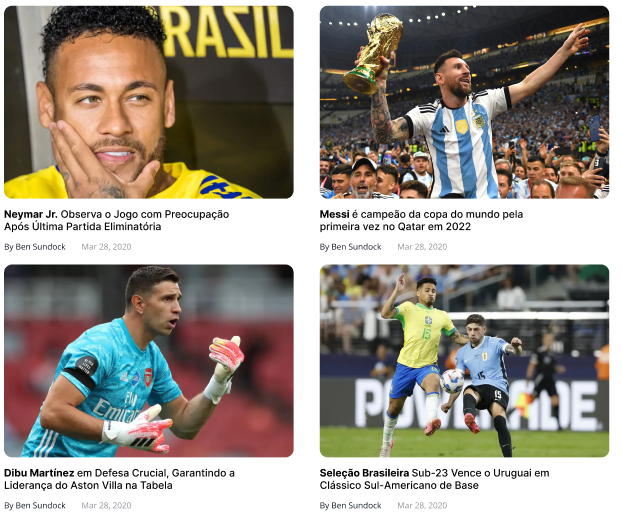 BRAZIL
Neymar Jr. Observa o Jogo com Preocupação
Após Última Partida Eliminatória
By Ben Sundock Mar 28, 2020
Messi é campeão da copa do mundo pela
primeira vez no Qatar em 2022
By Ben Sundock Mar 28, 2020
Fly
Emirates
15
15
Dibu Martínez em Defesa Crucial, Garantindo a
Liderança do Aston Villa na Tabela
By Ben Sundock Mar 28, 2020
Seleção Brasileira Sub-23 Vence o Uruguai em
Clássico Sul-Americano de Base
By Ben Sundock Mar 28, 2020